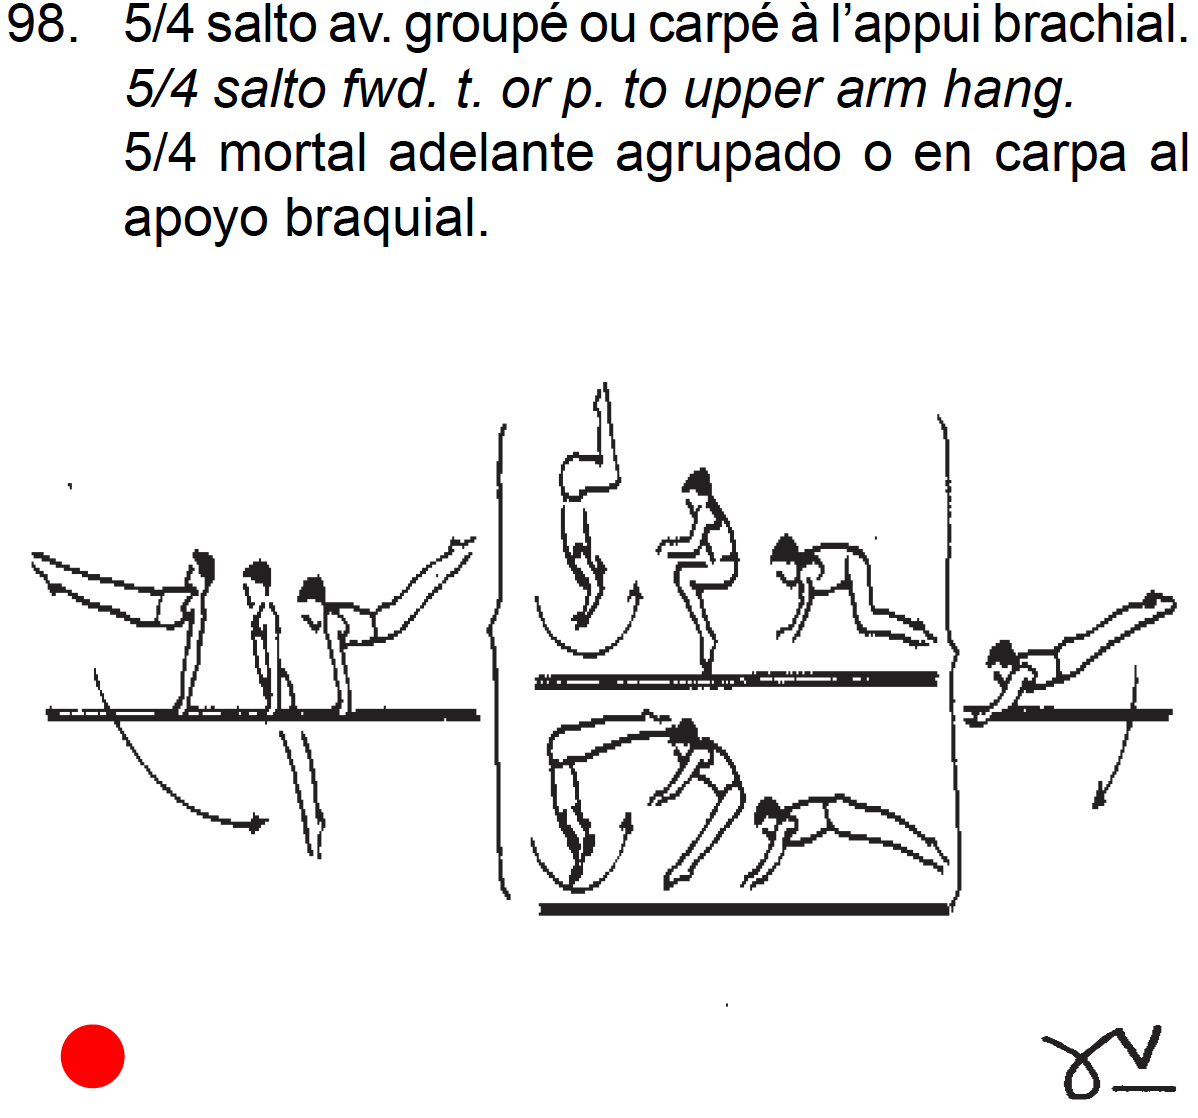 98. 5/4 salto av. groupé ou carpé à l’appui brachial.
5/4 salto fwd. t. or p. to upper arm hang.
5/4 mortal adelante agrupado o en carpa al
apoyo braquial.